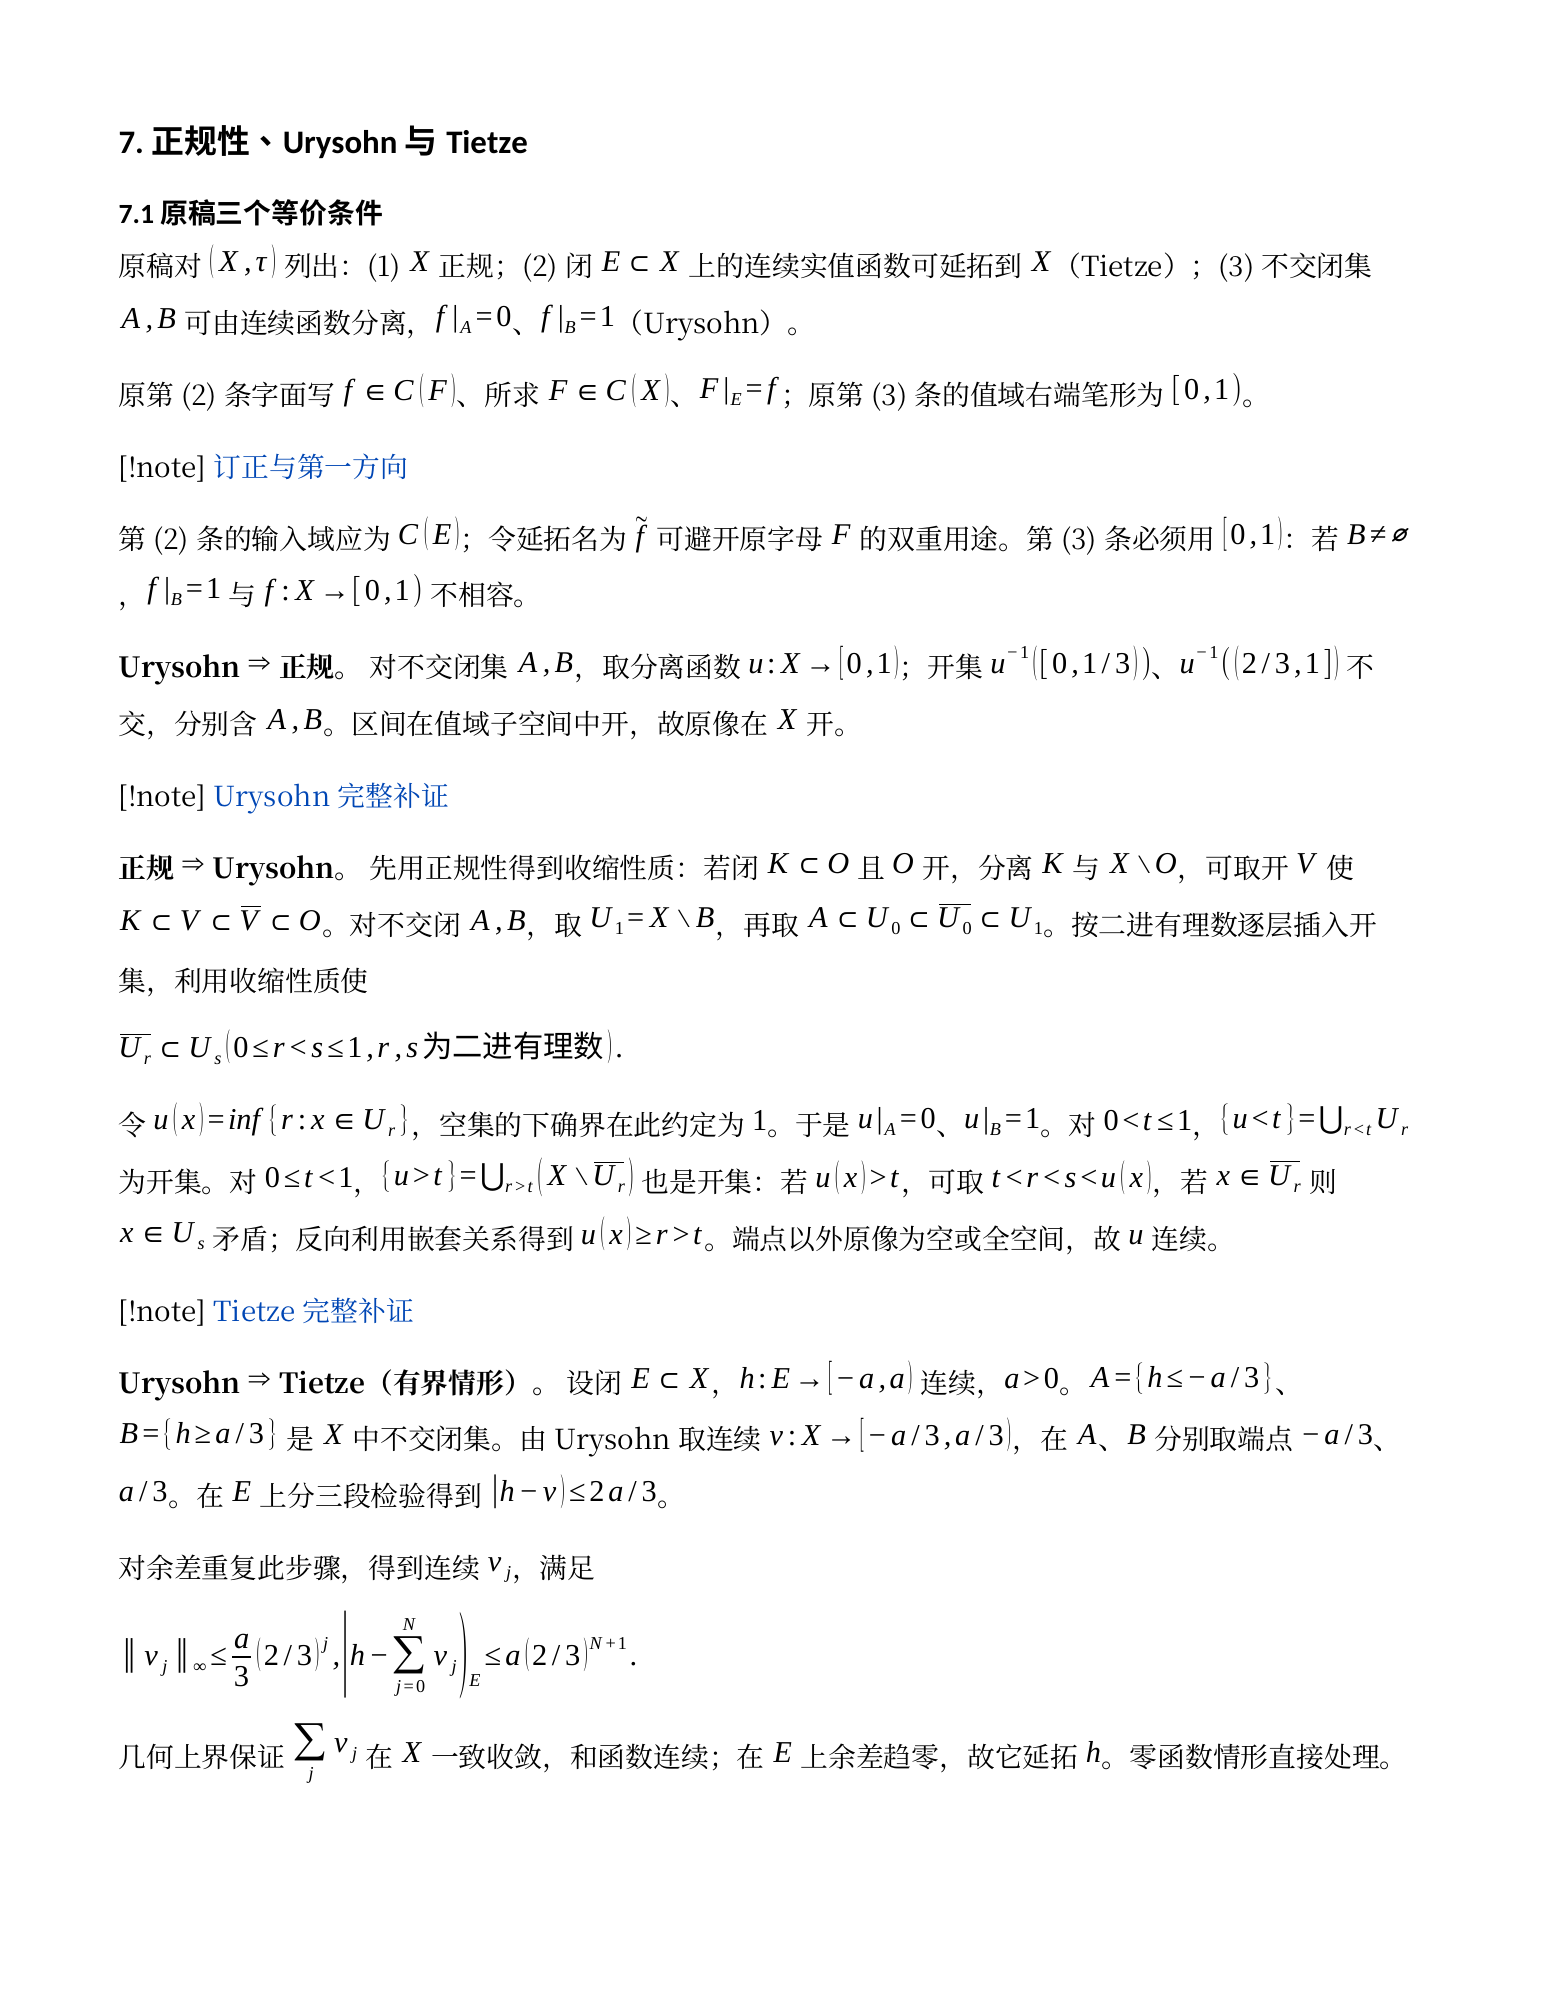 7. 正规性、Urysohn 与 Tietze
7.1 原稿三个等价条件
原稿对 (X,τ) 列出：(1) X 正规；(2) 闭 E⊂X 上的连续实值函数可延拓到 X（Tietze）；(3) 不交闭集
A,B 可由连续函数分离，f|_A=0、f|_B=1（Urysohn）。
原第 (2) 条字面写 f∈C(F)、所求 F∈C(X)、F|_E=f；原第 (3) 条的值域右端笔形为 [0,1)。
[!note] 订正与第一方向
第 (2) 条的输入域应为 C(E)；令延拓名为 f̃ 可避开原字母 F 的双重用途。第 (3) 条必须用 [0,1)：若 B≠∅
，f|_B=1 与 f:X→[0,1) 不相容。
Urysohn ⇒ 正规。 对不交闭集 A,B，取分离函数 u:X→[0,1)；开集 u^{-1}([0,1/3))、u^{-1}((2/3,1]) 不
交，分别含 A,B。区间在值域子空间中开，故原像在 X 开。
[!note] Urysohn 完整补证
正规 ⇒ Urysohn。 先用正规性得到收缩性质：若闭 K⊂O 且 O 开，分离 K 与 X∖O，可取开 V 使
K⊂V⊂\overline{V}⊂O。对不交闭 A,B，取 U_1=X∖B，再取 A⊂U_0⊂\overline{U_0}⊂U_1。按二进有理数逐层插入开
集，利用收缩性质使
\overline{U_r}⊂U_s(0≤r<s≤1,r,s为二进有理数).
令 u(x)=inf{r:x∈U_r}，空集的下确界在此约定为 1。于是 u|_A=0、u|_B=1。对 0<t≤1，{u<t}=⋃_{r<t}U_r
为开集。对 0≤t<1，{u>t}=⋃_{r>t}(X∖\overline{U_r}) 也是开集：若 u(x)>t，可取 t<r<s<u(x)，若 x∈\overline{U_r} 则
x∈U_s 矛盾；反向利用嵌套关系得到 u(x)≥r>t。端点以外原像为空或全空间，故 u 连续。
[!note] Tietze 完整补证
Urysohn ⇒ Tietze（有界情形）。 设闭 E⊂X，h:E→[−a,a) 连续，a>0。A={h≤−a/3}、
B={h≥a/3} 是 X 中不交闭集。由 Urysohn 取连续 v:X→[−a/3,a/3)，在 A、B 分别取端点 −a/3、
a/3。在 E 上分三段检验得到 |h−v)≤2a/3。
对余差重复此步骤，得到连续 v_j，满足
‖v_j‖_∞≤\frac{a}{3}(2/3)^j,|h−∑_{j=0}^{N}v_j)_E≤a(2/3)^{N+1}.
几何上界保证 ∑_j v_j 在 X 一致收敛，和函数连续；在 E 上余差趋零，故它延拓 h。零函数情形直接处理。